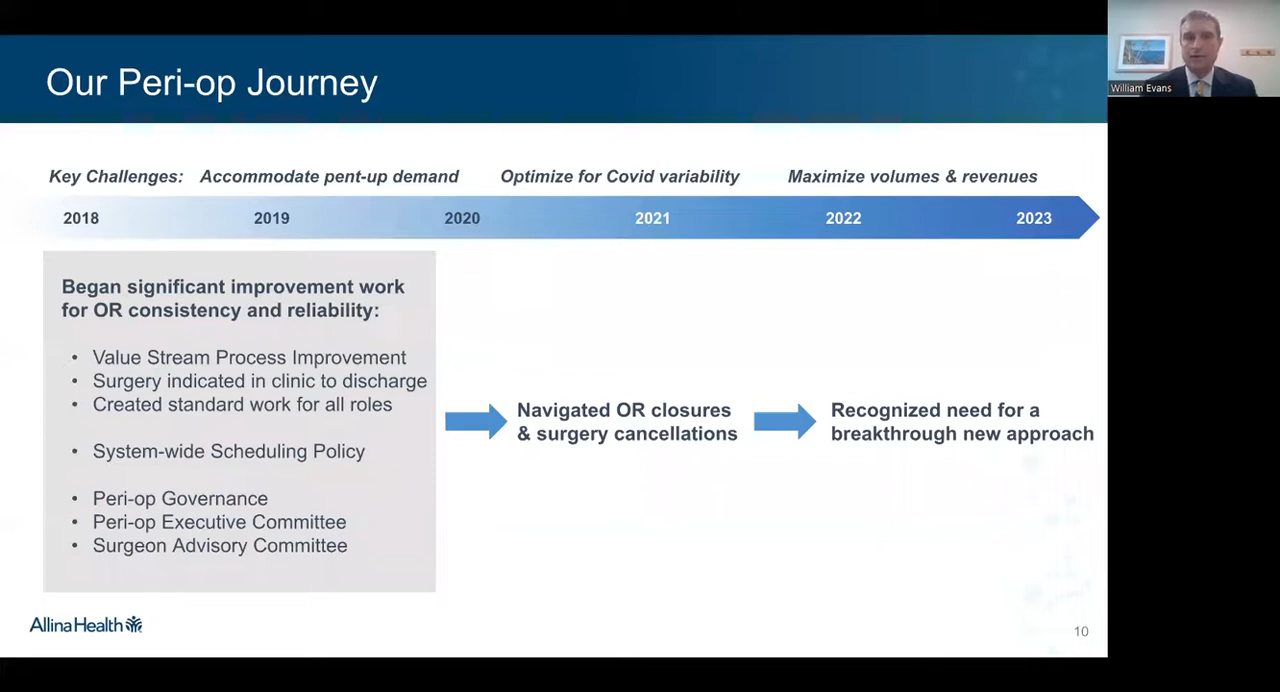 Our Peri-op Journey
William Evans
Key Challenges: Accommodate pent-up demand Optimize for Covid variability Maximize volumes & revenues
2018 2019 2020 2021 2022 2023
Began significant improvement work
for OR consistency and reliability:
• Value Stream Process Improvement
• Surgery indicated in clinic to discharge
• Created standard work for all roles
• System-wide Scheduling Policy
• Peri-op Governance
• Peri-op Executive Committee
• Surgeon Advisory Committee
Navigated OR closures
& surgery cancellations
Recognized need for a
breakthrough new approach
Allina Health
10